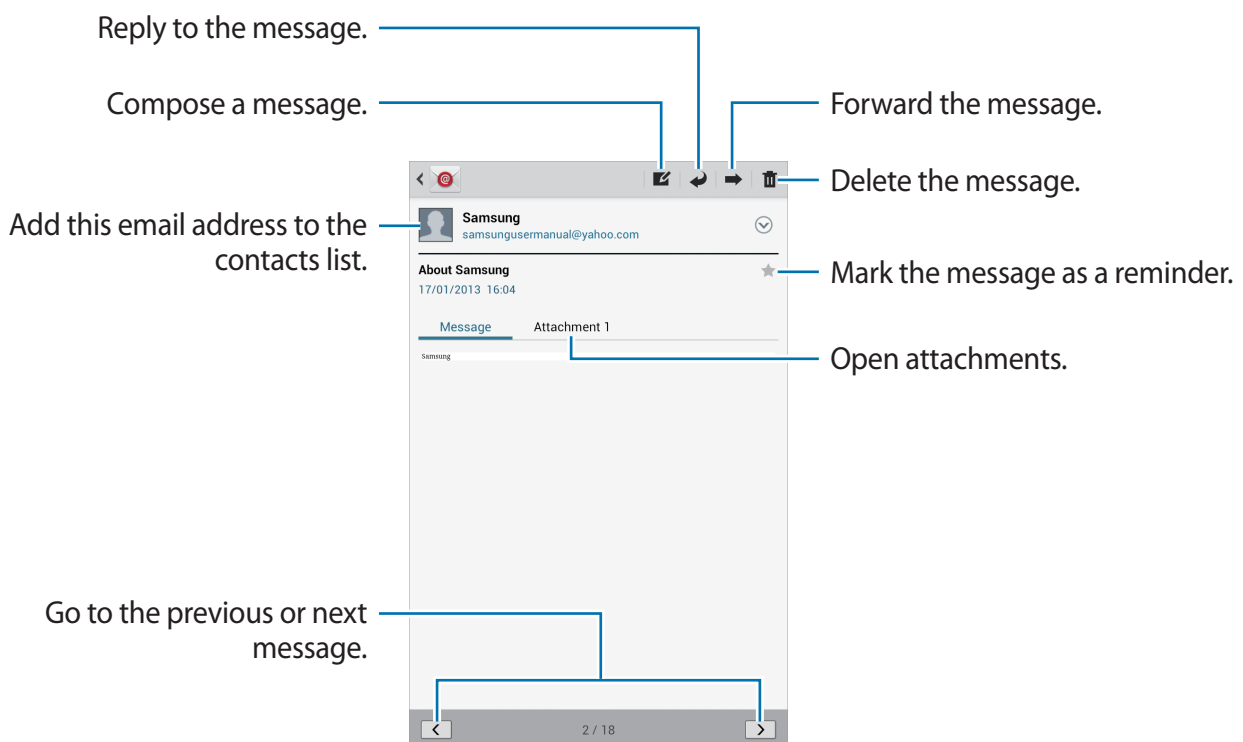 Reply to the message.
Compose a message.
Forward the message.
Delete the message.
Add this email address to the
contacts list.
Samsung
samsungusermanual@yahoo.com
About Samsung
17/01/2013 16:04
Mark the message as a reminder.
Message Attachment 1
Samsung
Open attachments.
Go to the previous or next
message.
2 / 18